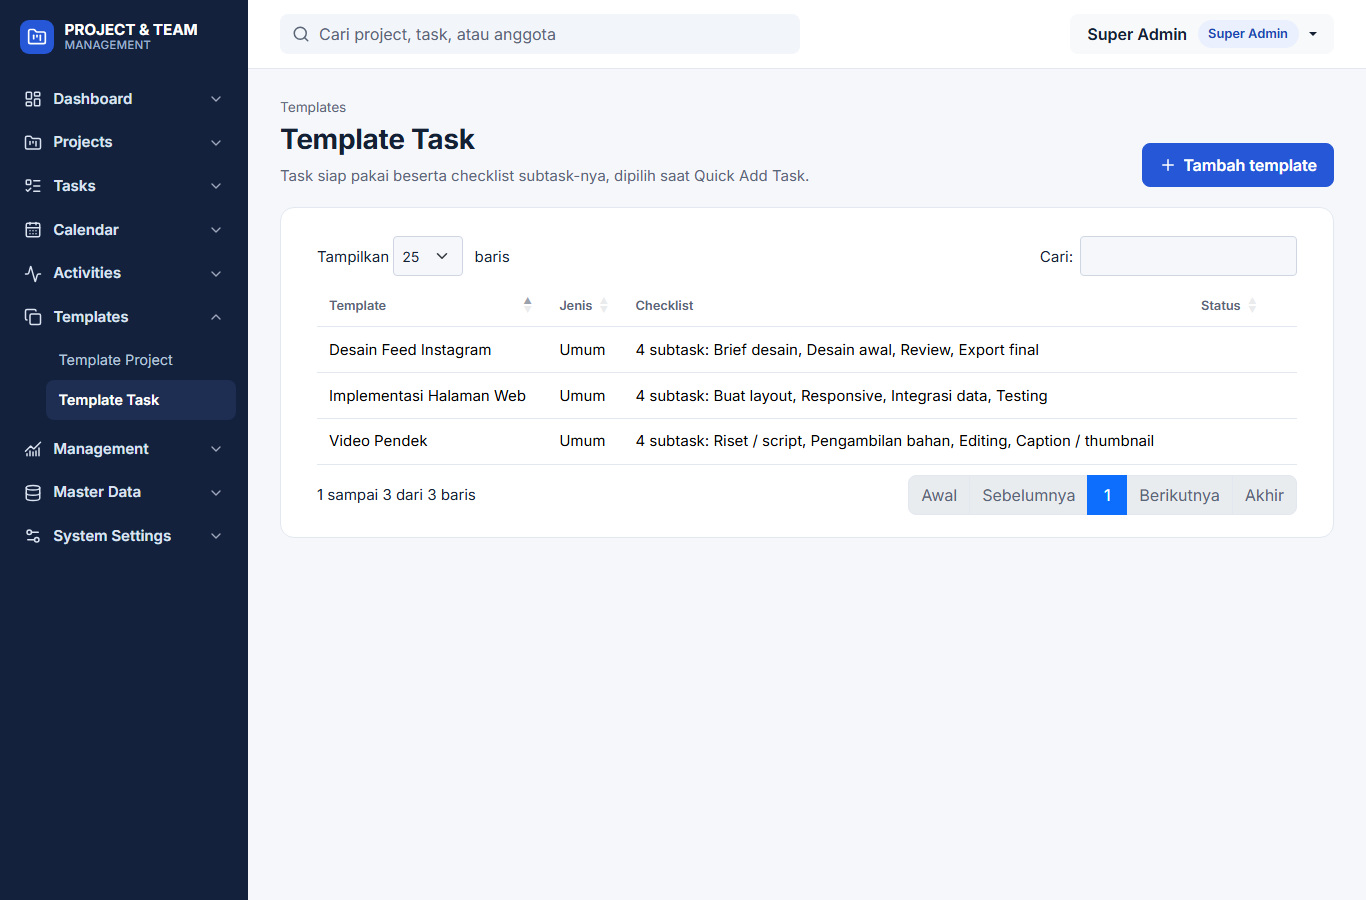 PROJECT & TEAM
MANAGEMENT
Cari project, task, atau anggota
Super Admin Super Admin
Dashboard
Projects
Tasks
Calendar
Activities
Templates
Template Project
Template Task
Management
Master Data
System Settings
Templates
Template Task
Task siap pakai beserta checklist subtask-nya, dipilih saat Quick Add Task.
+ Tambah template
Tampilkan 25 baris
Cari:
Template Jenis Checklist Status
Desain Feed Instagram Umum 4 subtask: Brief desain, Desain awal, Review, Export final
Implementasi Halaman Web Umum 4 subtask: Buat layout, Responsive, Integrasi data, Testing
Video Pendek Umum 4 subtask: Riset / script, Pengambilan bahan, Editing, Caption / thumbnail
1 sampai 3 dari 3 baris
Awal Sebelumnya 1 Berikutnya Akhir